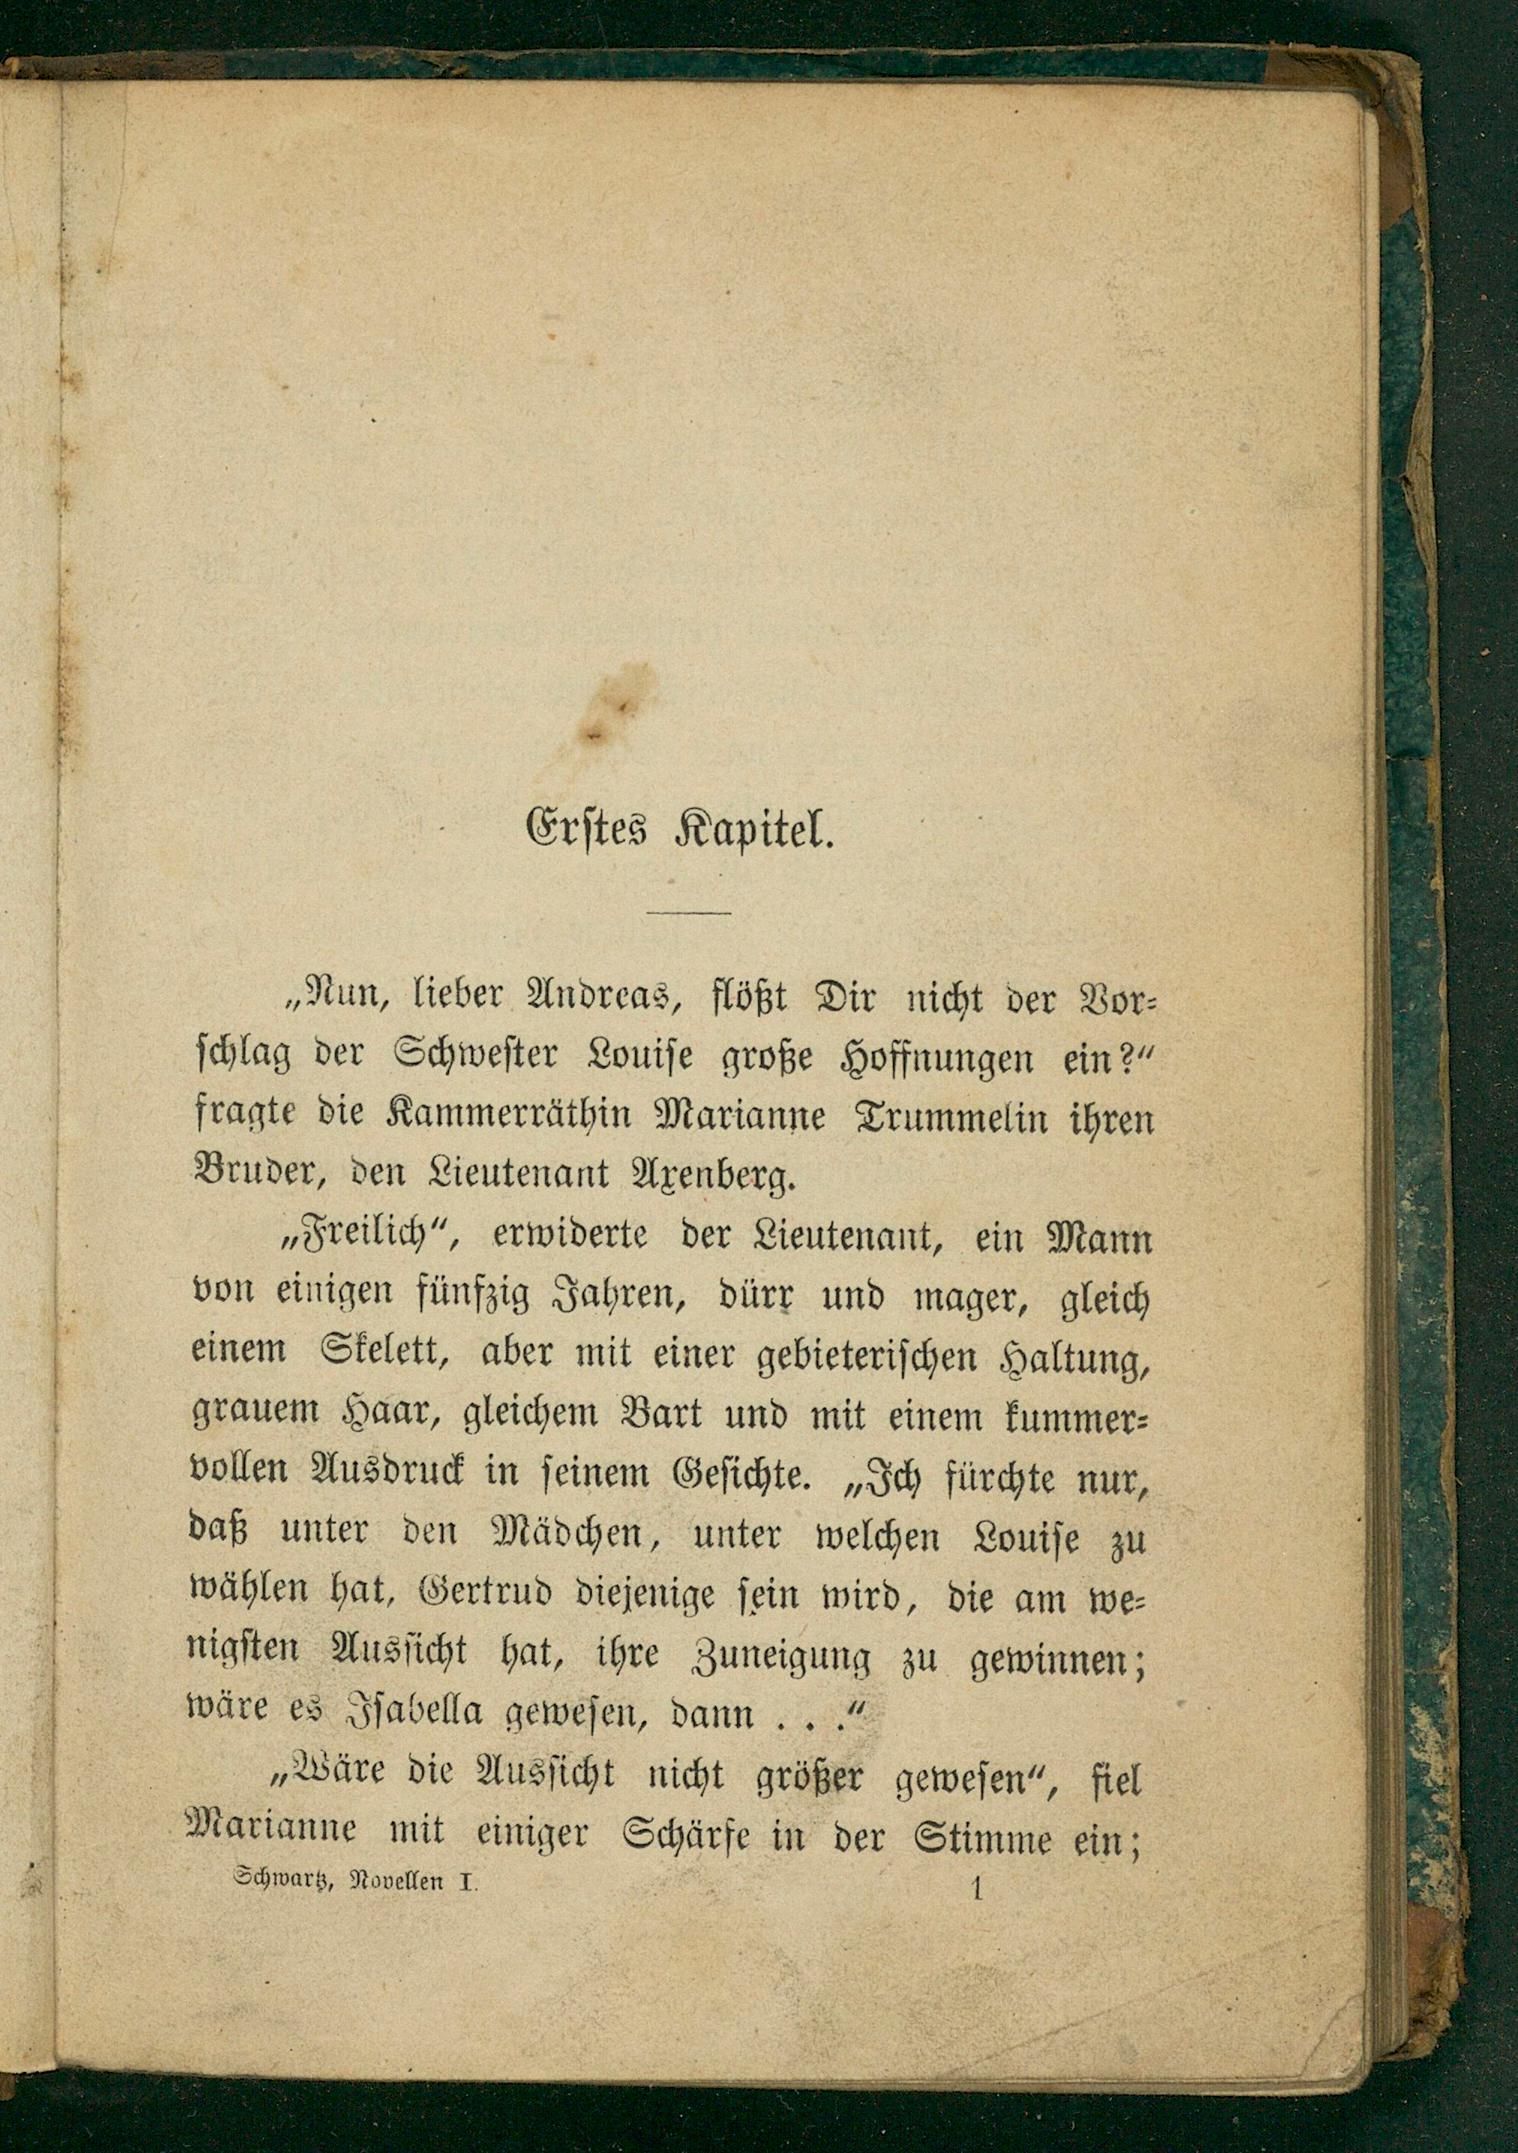 Erstes Kapitel.
„Nun, lieber Andreas, flößt Dir nicht der Vor-
schlag der Schwester Louise große Hoffnungen ein?“
fragte die Kammerräthin Marianne Trummelin ihren
Bruder, den Lieutenant Axenberg.
„Freilich“, erwiderte der Lieutenant, ein Mann
von einigen fünfzig Jahren, dürr und mager, gleich
einem Skelett, aber mit einer gebieterischen Haltung,
grauem Haar, gleichem Bart und mit einem kummer-
vollen Ausdruck in seinem Gesichte. „Ich fürchte nur,
daß unter den Mädchen, unter welchen Louise zu
wählen hat, Gertrud diejenige sein wird, die am we-
nigsten Aussicht hat, ihre Zuneigung zu gewinnen;
wäre es Isabella gewesen, dann . . .“
„Wäre die Aussicht nicht größer gewesen“, fiel
Marianne mit einiger Schärfe in der Stimme ein;
Schwartz, Novellen I. 1